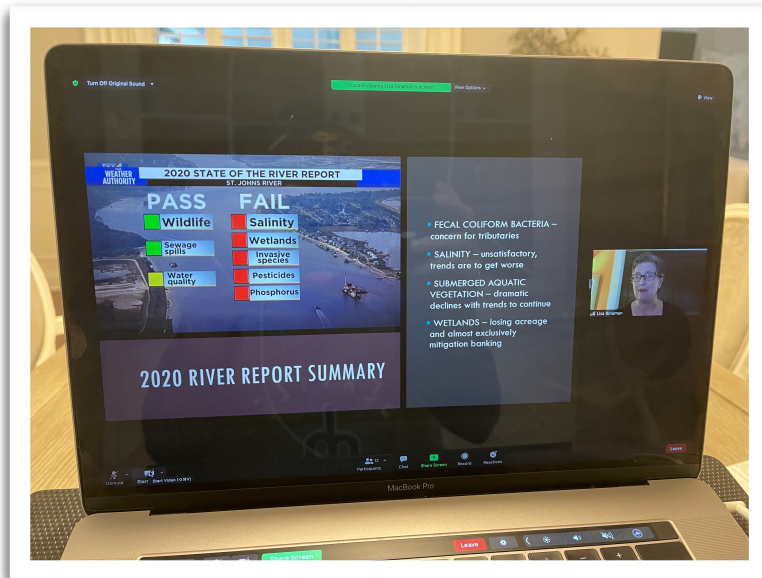 Turn Off Original Sound
View Options
View
WEATHER
AUTHORITY
2020 STATE OF THE RIVER REPORT
ST. JOHNS RIVER
PASS
FAIL
Wildlife
Sewage
spills
Water
quality
Salinity
Wetlands
Invasive
species
Pesticides
Phosphorus
2020 RIVER REPORT SUMMARY
FECAL COLIFORM BACTERIA –
concern for tributaries
SALINITY – unsatisfactory,
trends are to get worse
SUBMERGED AQUATIC
VEGETATION – dramatic
declines with trends to continue
WETLANDS – losing acreage
and almost exclusively
mitigation banking
Lisa Rinaman
Unmute
Start Video (⇧⌘V)
Participants
Chat
Share Screen
Record
Reactions
Leave
MacBook Pro
Share Screen
Leave